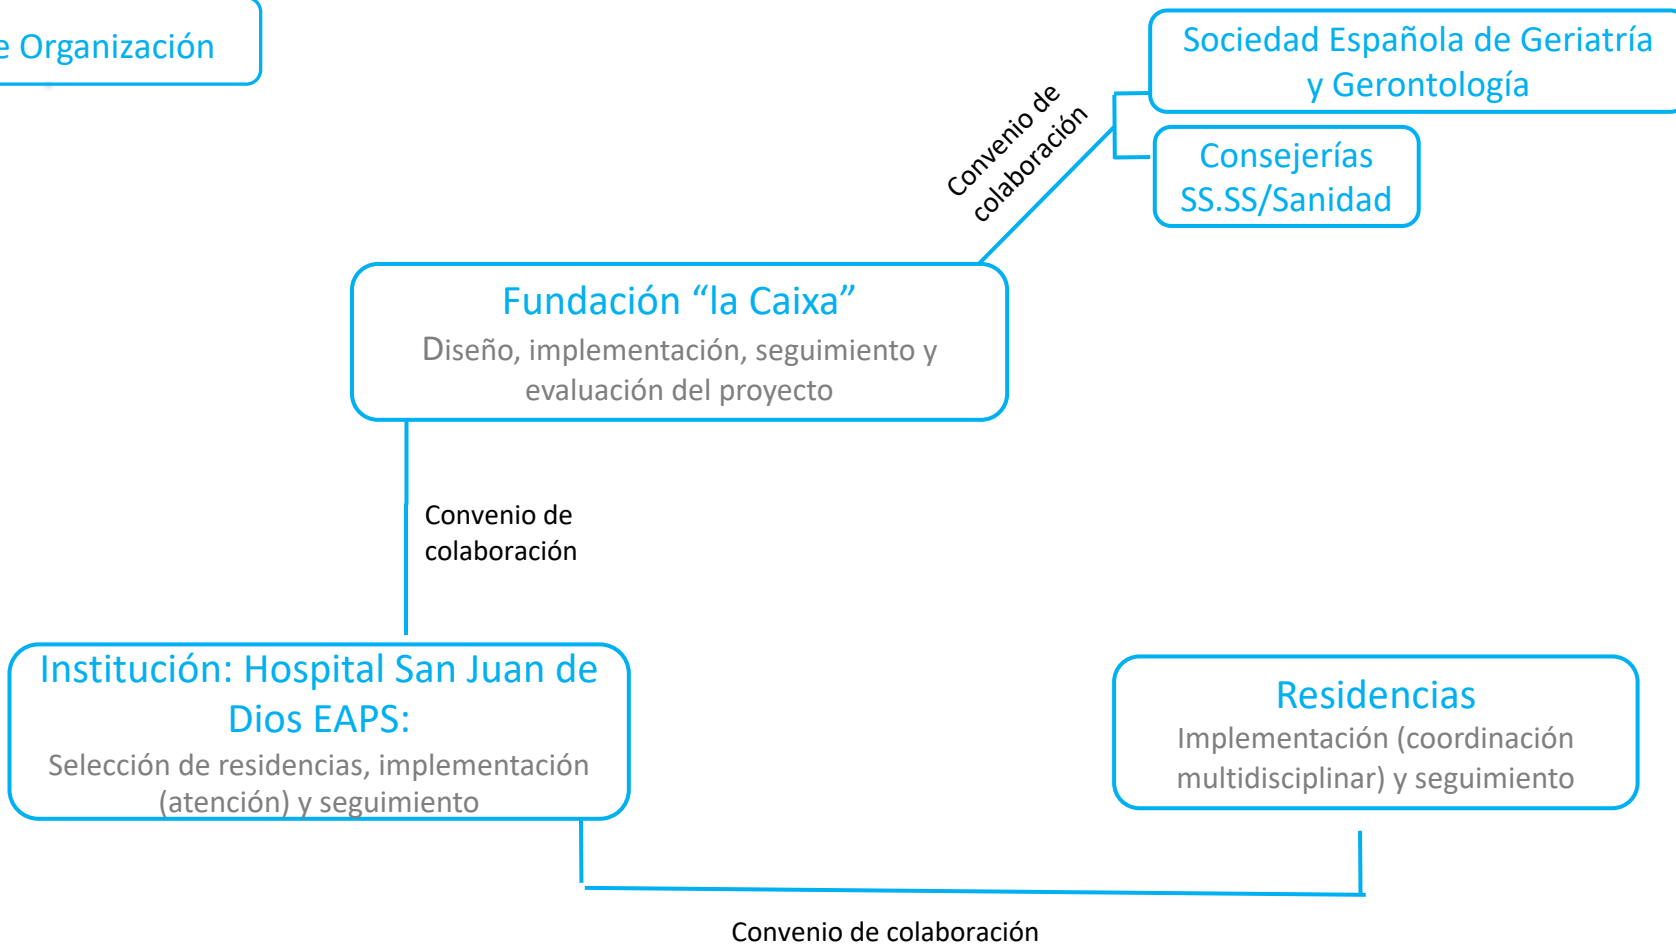 e Organización
Sociedad Española de Geriatría
y Gerontología
Convenio de
colaboración
Consejerías
SS.SS/Sanidad
Fundación “la Caixa”
Diseño, implementación, seguimiento y
evaluación del proyecto
Convenio de
colaboración
Institución: Hospital San Juan de
Dios EAPS:
Selección de residencias, implementación
(atención) y seguimiento
Residencias
Implementación (coordinación
multidisciplinar) y seguimiento
Convenio de colaboración